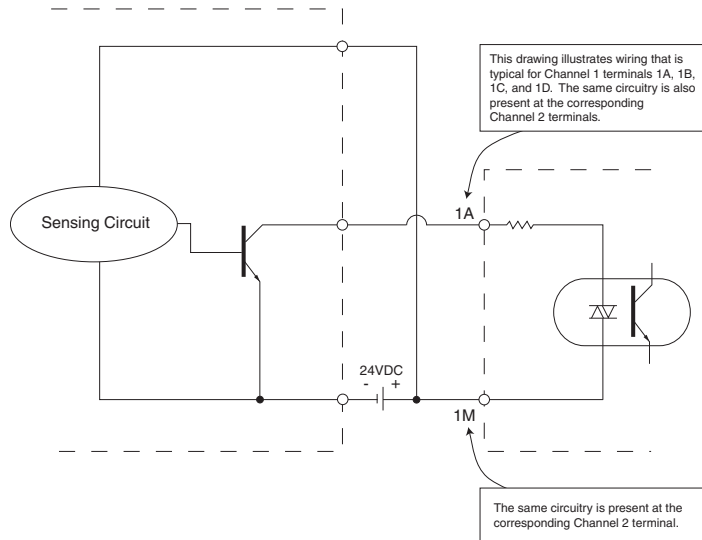 This drawing illustrates wiring that is
typical for Channel 1 terminals 1A, 1B,
1C, and 1D. The same circuitry is also
present at the corresponding
Channel 2 terminals.
Sensing Circuit
1A
24VDC
- +
1M
The same circuitry is present at the
corresponding Channel 2 terminal.